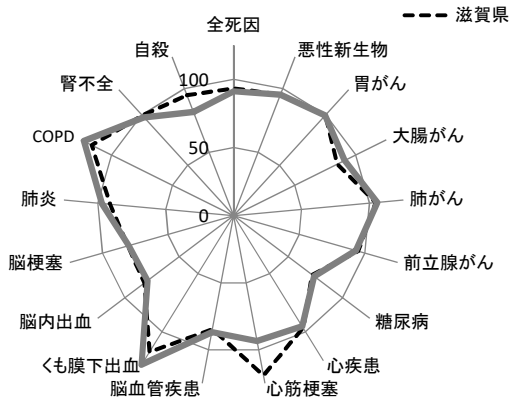 滋賀県
全死因
悪性新生物
胃がん
大腸がん
肺がん
前立腺がん
糖尿病
心疾患
心筋梗塞
脳血管疾患
くも膜下出血
脳内出血
脳梗塞
肺炎
COPD
腎不全
自殺
100
50
0